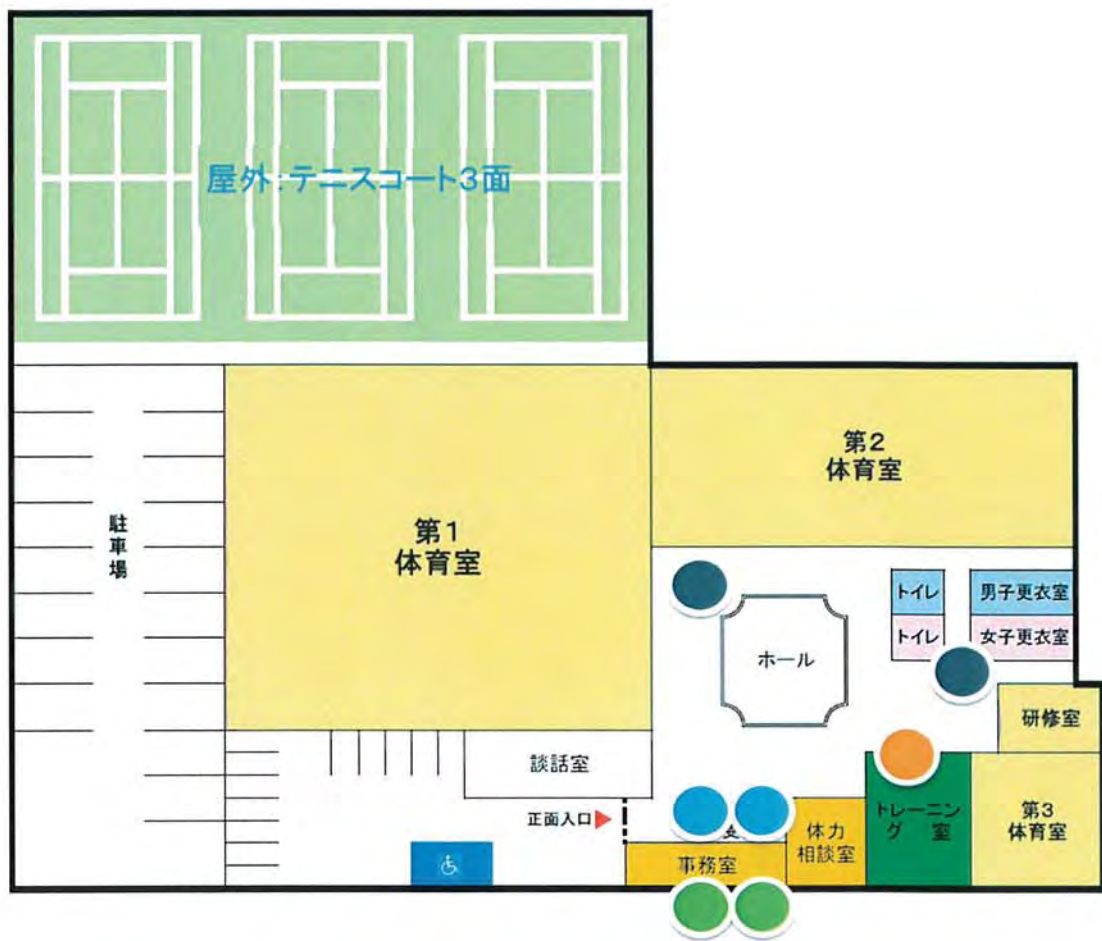 屋外:テニスコート3面
第2
体育室
第1
体育室
駐車場
トイレ
男子更衣室
トイレ
女子更衣室
ホール
研修室
談話室
正面入口
トレーニン
グ 室
第3
体育室
体力
相談室
事務室